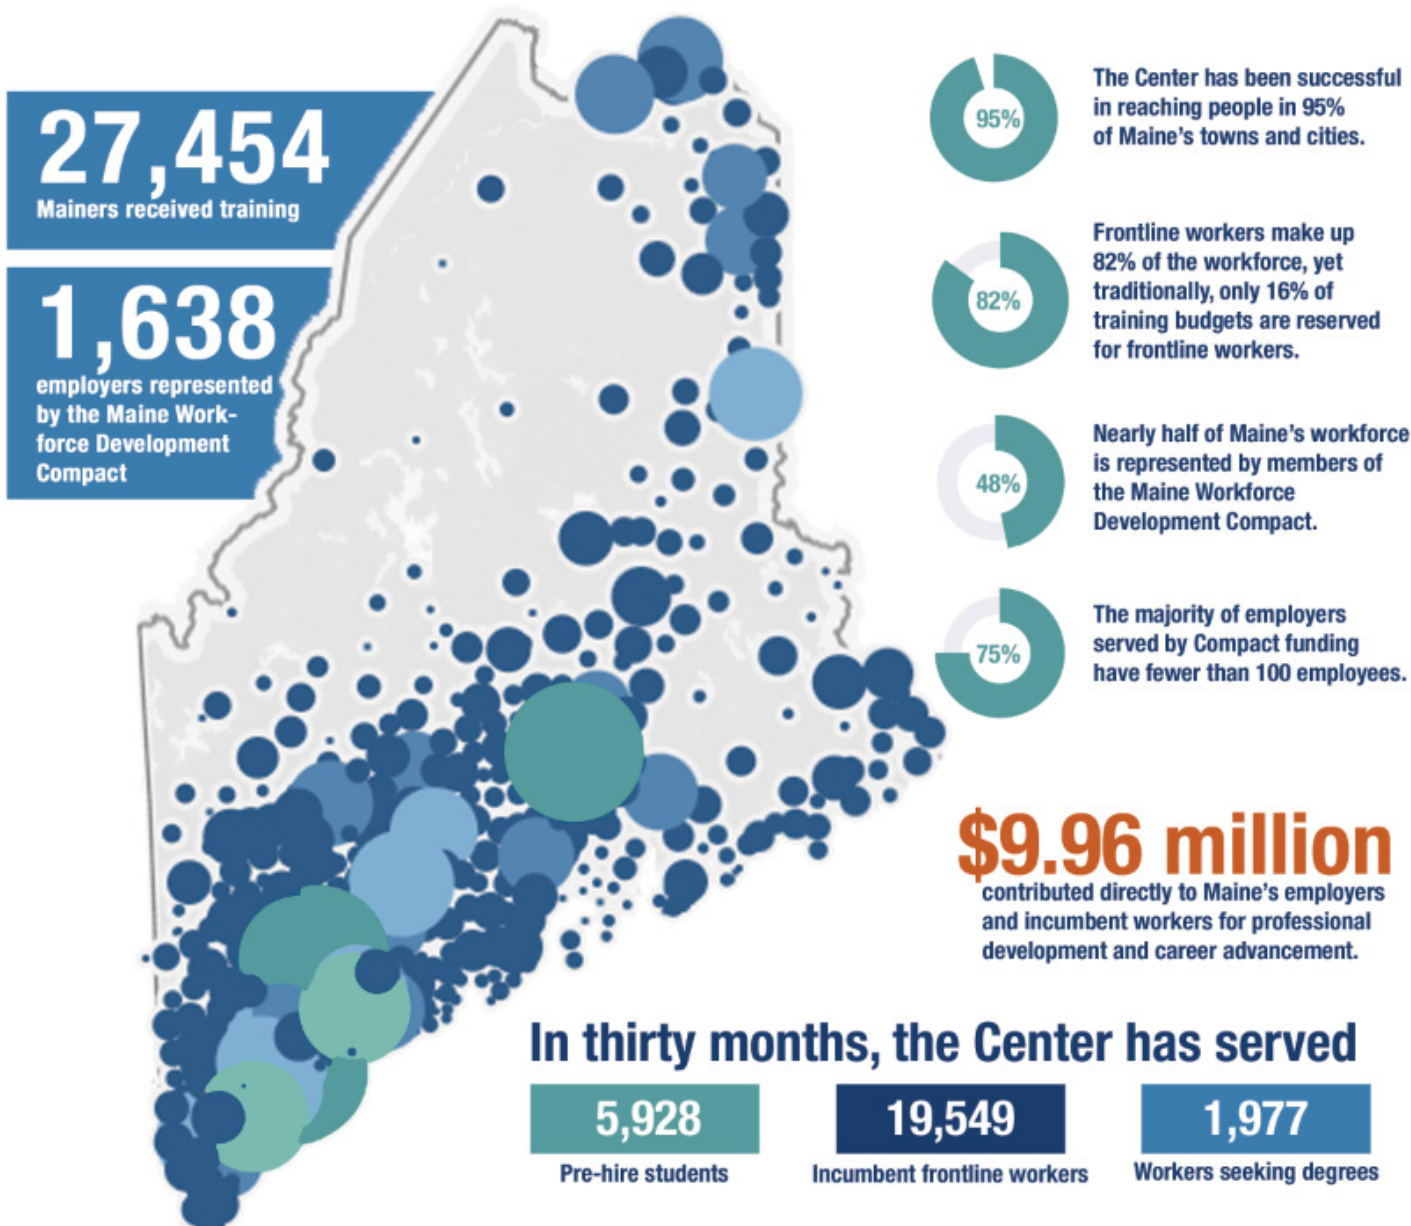 27,454
Mainers received training
1,638
employers represented
by the Maine Work-
force Development
Compact
95%
The Center has been successful
in reaching people in 95%
of Maine's towns and cities.
82%
Frontline workers make up
82% of the workforce, yet
traditionally, only 16% of
training budgets are reserved
for frontline workers.
48%
Nearly half of Maine's workforce
is represented by members of
the Maine Workforce
Development Compact.
75%
The majority of employers
served by Compact funding
have fewer than 100 employees.
$9.96 million
contributed directly to Maine's employers
and incumbent workers for professional
development and career advancement.
In thirty months, the Center has served
5,928
Pre-hire students
19,549
Incumbent frontline workers
1,977
Workers seeking degrees